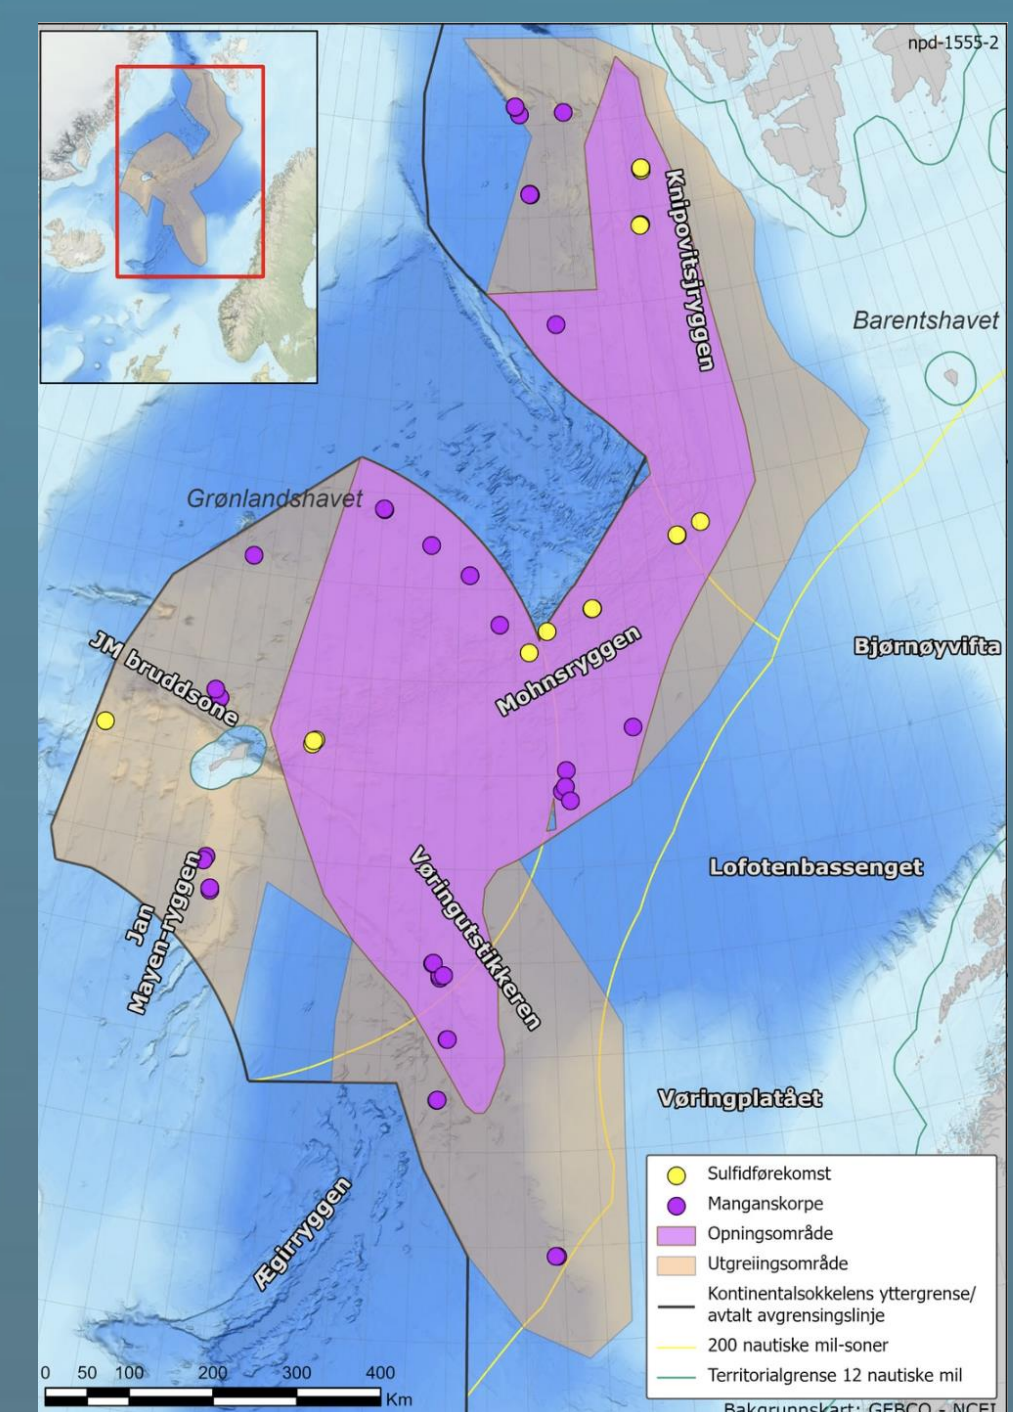 npd-1555-2
Knipovitsjryggen
Barentshavet
Grønlandshavet
JM bruddsone
Mohnsryggen
Bjørnøyvifta
Lofotenbassenget
Vøringutstikkeren
Jan
Mayen-ryggen
Vøringplatået
Ægirryggen
Sulfidførekomst
Manganskorpe
Opningsområde
Utgreiingsområde
Kontinentalsokkelens yttergrense/
avtalt avgrensingslinje
200 nautiske mil-soner
Territorialgrense 12 nautiske mil
0 50 100 200 300 400
Km
Bakgrunnskart: GEBCO - NCEI